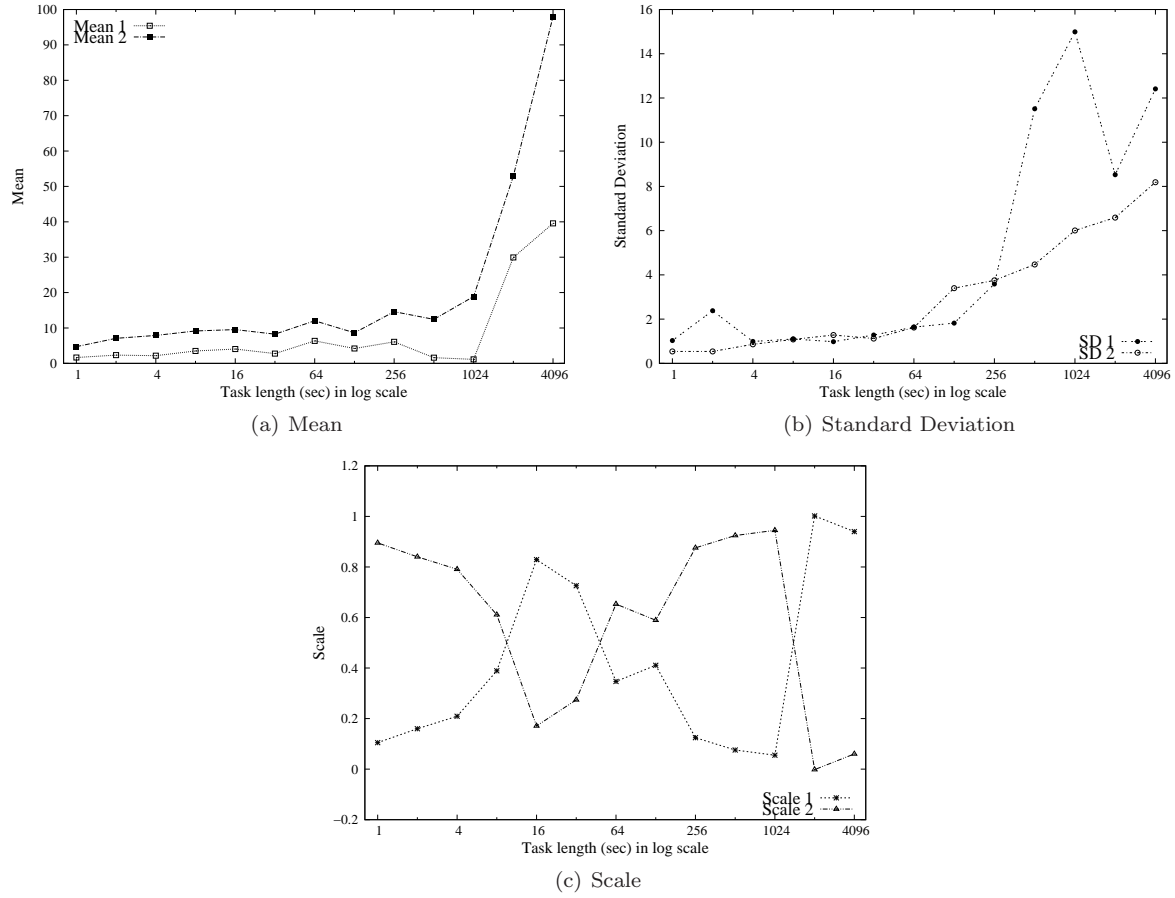 100
90
80
70
60
50
40
30
20
10
0
Mean
Mean 1
Mean 2
1 4 16 64 256 1024 4096
Task length (sec) in log scale
(a) Mean
16
14
12
10
8
6
4
2
0
Standard Deviation
SD 1
SD 2
1 4 16 64 256 1024 4096
Task length (sec) in log scale
(b) Standard Deviation
1.2
1
0.8
0.6
0.4
0.2
0
−0.2
Scale
Scale 1
Scale 2
1 4 16 64 256 1024 4096
Task length (sec) in log scale
(c) Scale